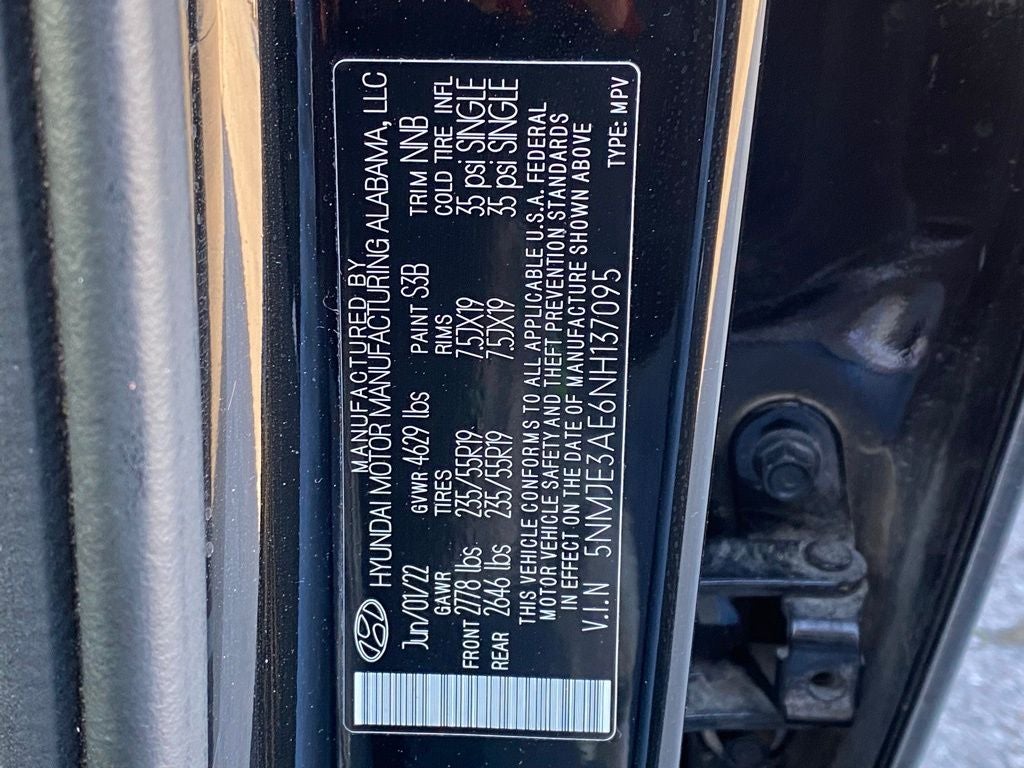 MANUFACTURED BY
HYUNDAI MOTOR MANUFACTURING ALABAMA, LLC
Jun/01/22 GVWR 4629 lbs PAINT S3B TRIM NNB
GAWR TIRES RIMS COLD TIRE INFL
FRONT 2778 lbs 235/55R19 7.5JX19 35 psi SINGLE
REAR 2646 lbs 235/55R19 7.5JX19 35 psi SINGLE
THIS VEHICLE CONFORMS TO ALL APPLICABLE U.S.A. FEDERAL
MOTOR VEHICLE SAFETY AND THEFT PREVENTION STANDARDS
IN EFFECT ON THE DATE OF MANUFACTURE SHOWN ABOVE
V.I.N 5NMJE3AE6NH137095
TYPE: MPV